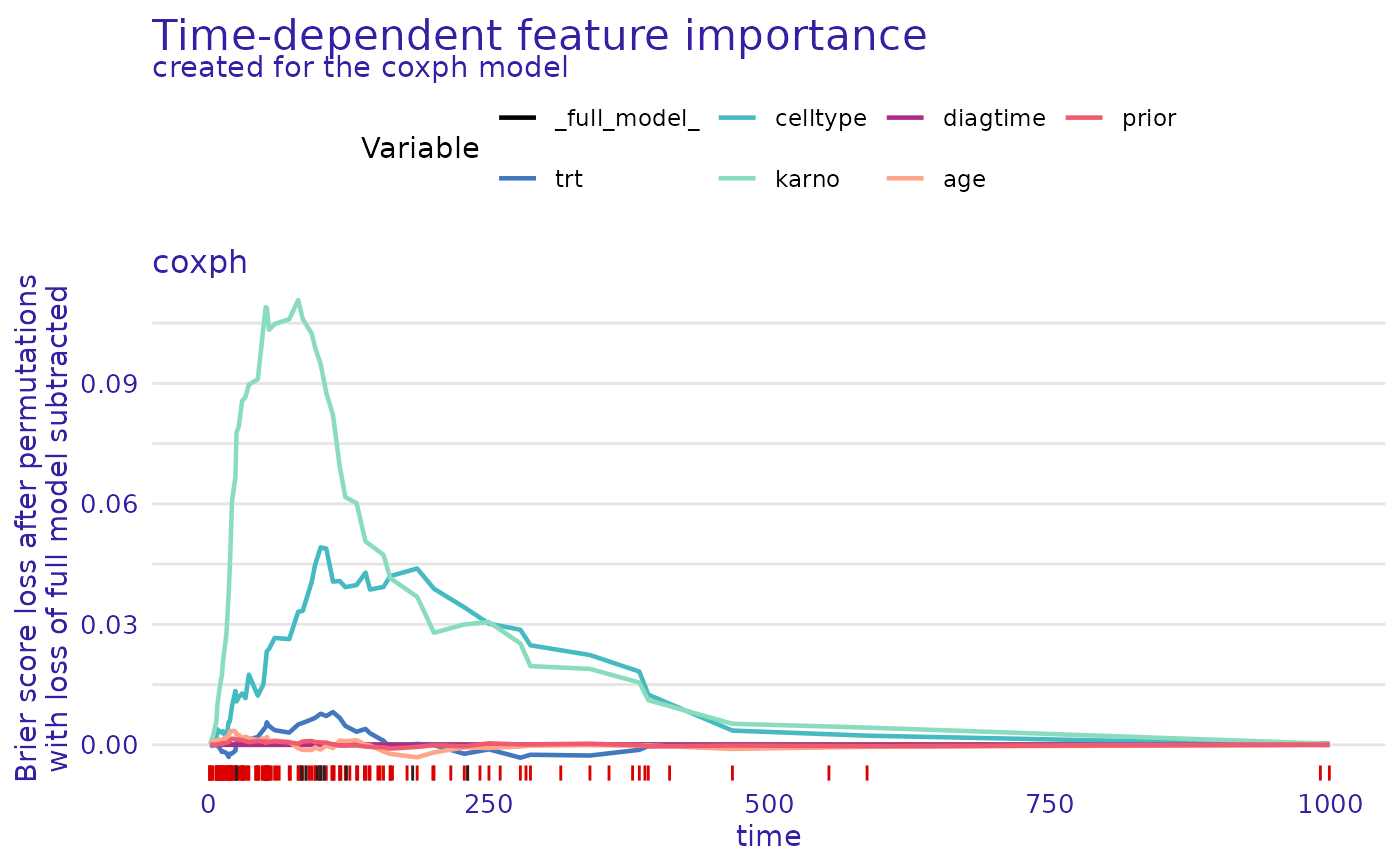 Time-dependent feature importance
created for the coxph model
Variable
_full_model_
celltype
diagtime
prior
trt
karno
age
coxph
Brier score loss after permutations
with loss of full model subtracted
0.09
0.06
0.03
0.00
0
250
500
750
1000
time